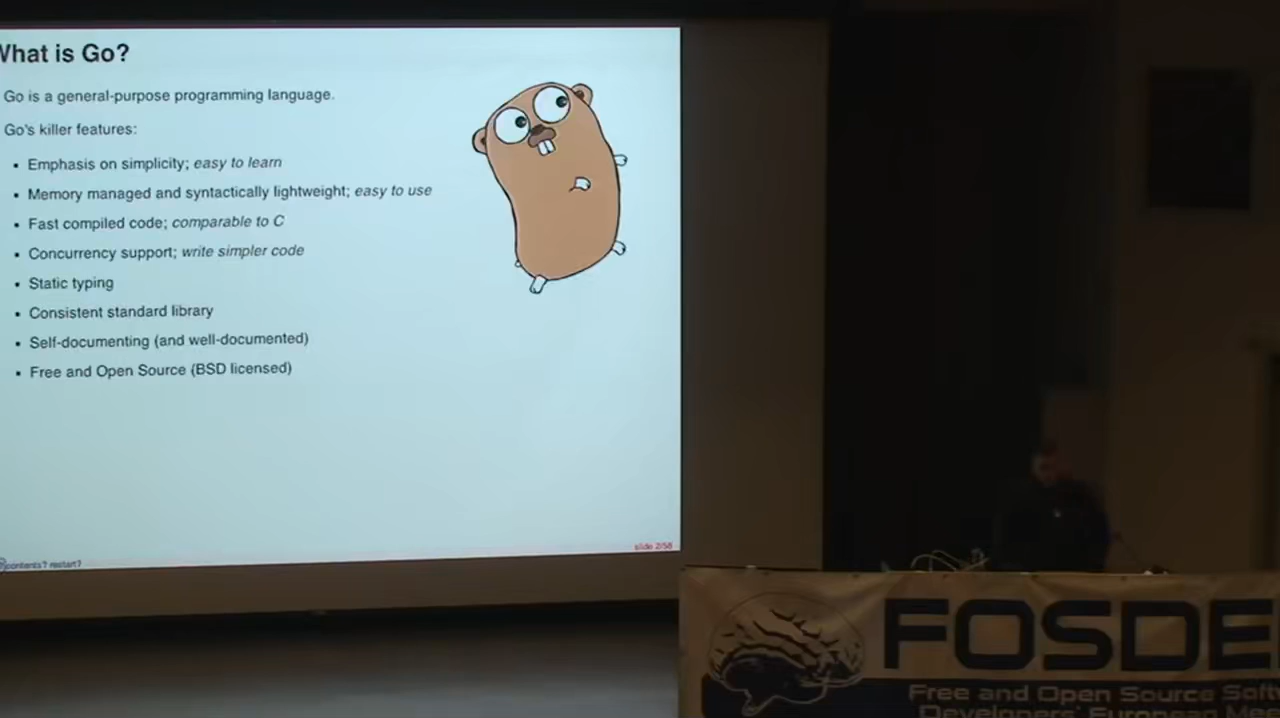 What is Go?
Go is a general-purpose programming language.
Go's killer features:
• Emphasis on simplicity; easy to learn
• Memory managed and syntactically lightweight; easy to use
• Fast compiled code; comparable to C
• Concurrency support; write simpler code
• Static typing
• Consistent standard library
• Self-documenting (and well-documented)
• Free and Open Source (BSD licensed)
slide 2/58
contents? restart?
FOSDE
Free and Open Source Soft
Developers' European Mee